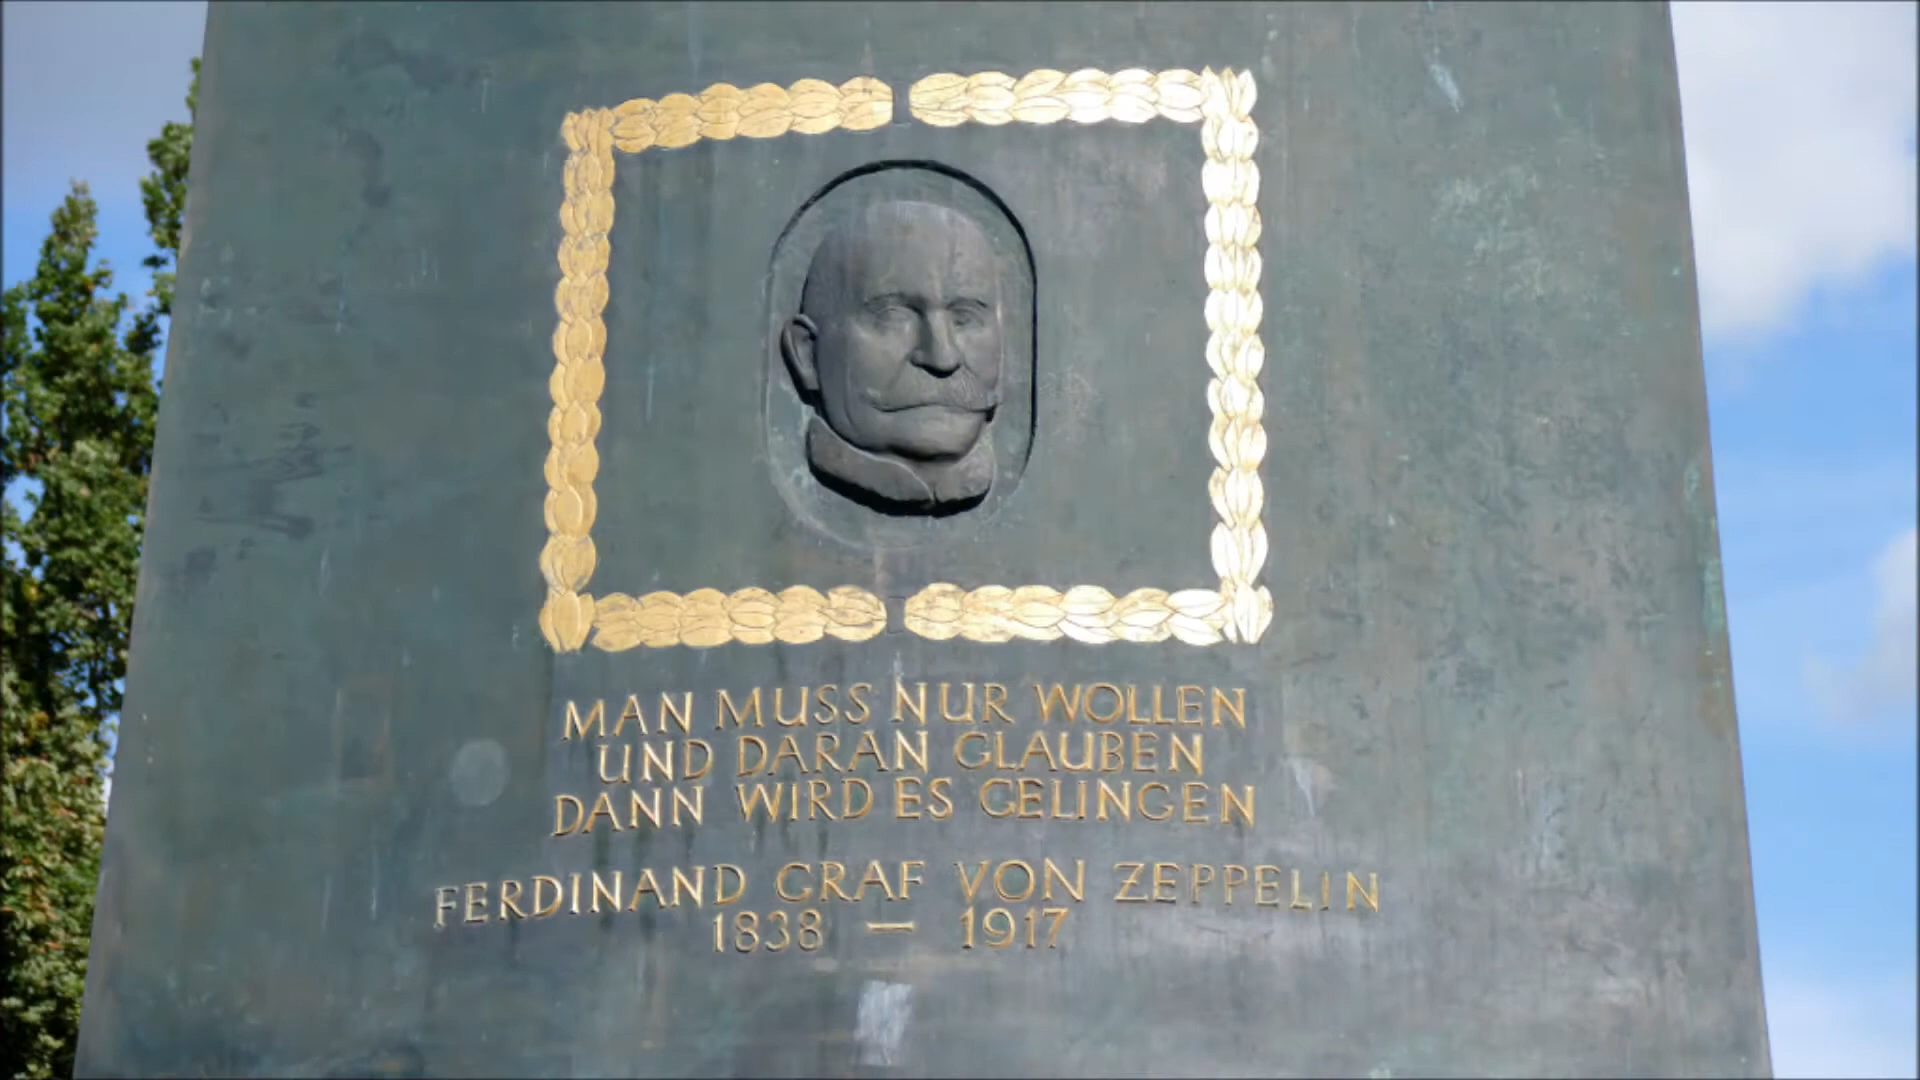 MAN MUSS NUR WOLLEN
UND DARAN GLAUBEN
DANN WIRD ES GELINGEN
FERDINAND GRAF VON ZEPPELIN
1838 — 1917